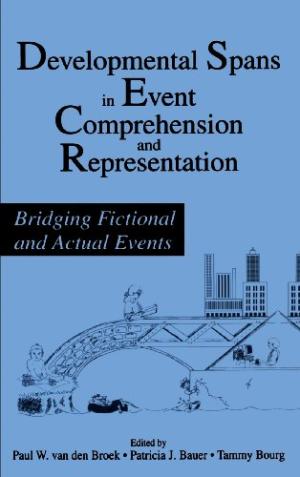 Developmental Spans
in Event
Comprehension
and
Representation
Bridging Fictional
and Actual Events
Edited by
Paul W. van den Broek • Patricia J. Bauer • Tammy Bourg